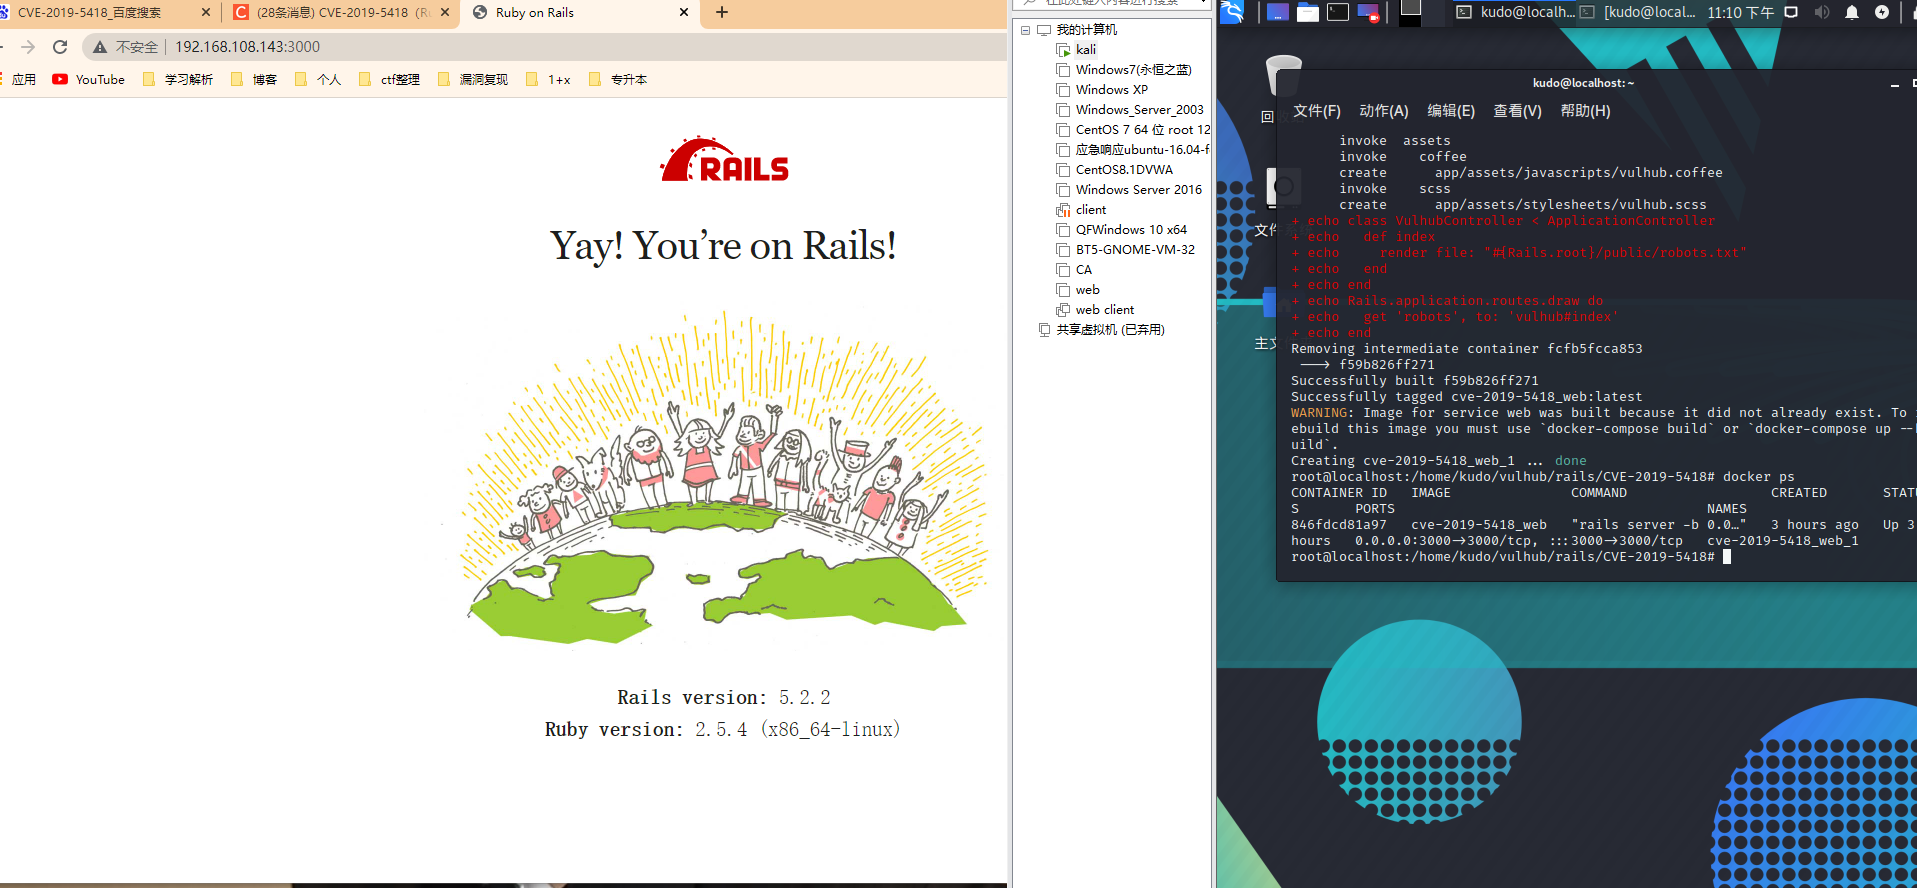 CVE-2019-5418_百度搜索
(28条消息) CVE-2019-5418
Ruby on Rails
不安全
192.168.108.143:3000
应用
YouTube
学习解析
博客
个人
ctf整理
漏洞复现
1+x
专升本
RAILS
Yay! You’re on Rails!
Rails version: 5.2.2
Ruby version: 2.5.4 (x86_64-linux)
我的计算机
kali
Windows7(永恒之蓝)
Windows XP
Windows_Server_2003
CentOS 7 64 位 root 12
应急响应ubuntu-16.04-f
CentOS8.1DVWA
Windows Server 2016
client
QFWindows 10 x64
BT5-GNOME-VM-32
CA
web
web client
共享虚拟机 (已弃用)
kudo@localh...
[kudo@local...
11:10 下午
kudo@localhost: ~
文件(F)
动作(A)
编辑(E)
查看(V)
帮助(H)
invoke  assets
invoke    coffee
create      app/assets/javascripts/vulhub.coffee
invoke    scss
create      app/assets/stylesheets/vulhub.scss
+ echo class VulhubController < ApplicationController
+ echo   def index
+ echo     render file: "#{Rails.root}/public/robots.txt"
+ echo   end
+ echo end
+ echo Rails.application.routes.draw do
+ echo   get 'robots', to: 'vulhub#index'
+ echo end
Removing intermediate container fcfb5fcca853
 ---> f59b826ff271
Successfully built f59b826ff271
Successfully tagged cve-2019-5418_web:latest
WARNING: Image for service web was built because it did not already exist. To
ebuild this image you must use `docker-compose build` or `docker-compose up --
uild`.
Creating cve-2019-5418_web_1 ... done
root@localhost:/home/kudo/vulhub/rails/CVE-2019-5418# docker ps
CONTAINER ID   IMAGE               COMMAND                  CREATED       STATU
S       PORTS                                       NAMES
846fdcd81a97   cve-2019-5418_web   "rails server -b 0.0…"   3 hours ago   Up 3
hours   0.0.0.0:3000->3000/tcp, :::3000->3000/tcp   cve-2019-5418_web_1
root@localhost:/home/kudo/vulhub/rails/CVE-2019-5418#